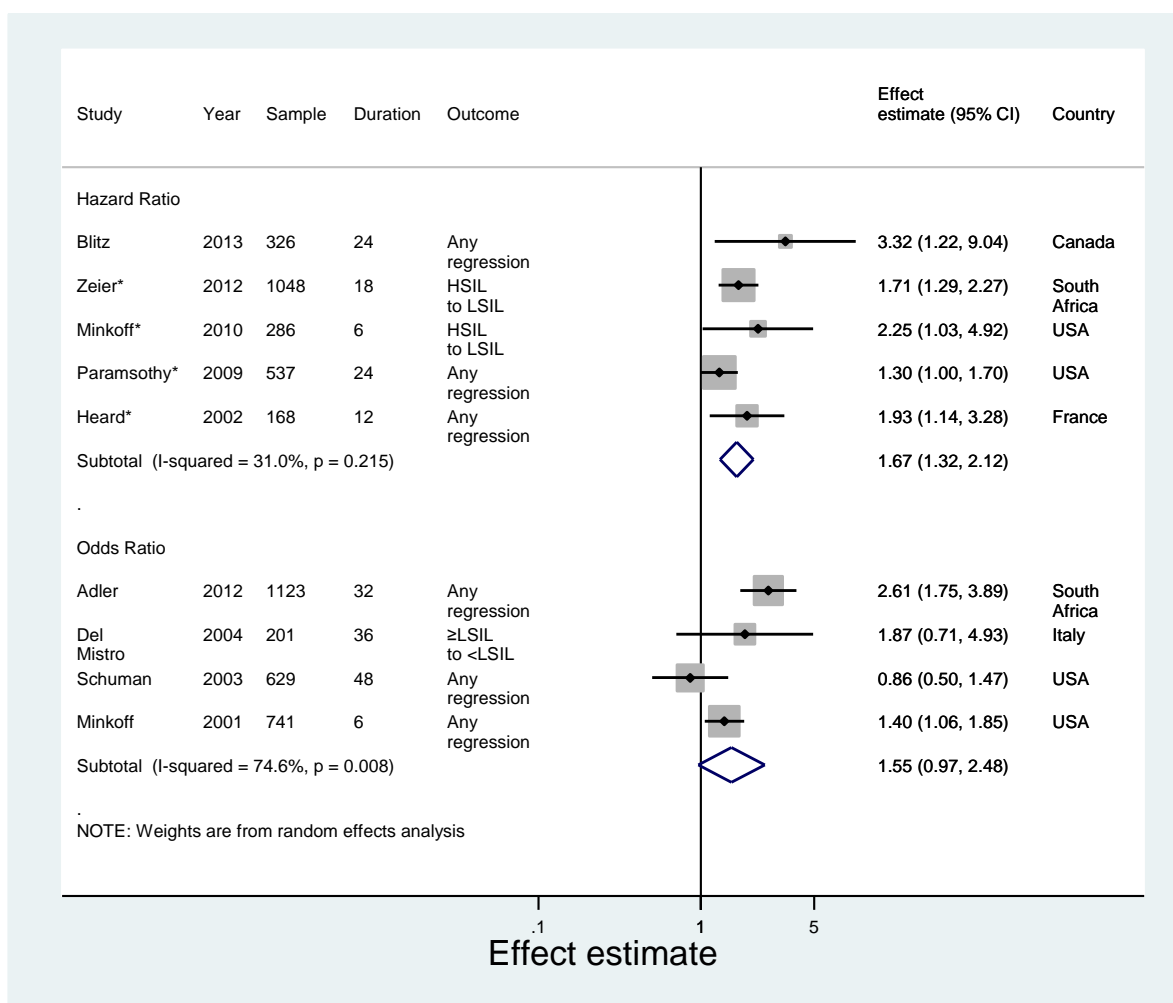 Study Year Sample Duration Outcome Effect estimate (95% CI) Country
Hazard Ratio
Blitz 2013 326 24 Any regression 3.32 (1.22, 9.04) Canada
Zeier* 2012 1048 18 HSIL to LSIL 1.71 (1.29, 2.27) South Africa
Minkoff* 2010 286 6 HSIL to LSIL 2.25 (1.03, 4.92) USA
Paramsothy* 2009 537 24 Any regression 1.30 (1.00, 1.70) USA
Heard* 2002 168 12 Any regression 1.93 (1.14, 3.28) France
Subtotal (I-squared = 31.0%, p = 0.215) 1.67 (1.32, 2.12)
.
Odds Ratio
Adler 2012 1123 32 Any regression 2.61 (1.75, 3.89) South Africa
Del Mistro 2004 201 36 ≥LSIL to <LSIL 1.87 (0.71, 4.93) Italy
Schuman 2003 629 48 Any regression 0.86 (0.50, 1.47) USA
Minkoff 2001 741 6 Any regression 1.40 (1.06, 1.85) USA
Subtotal (I-squared = 74.6%, p = 0.008) 1.55 (0.97, 2.48)
.
NOTE: Weights are from random effects analysis
.1 1 5
Effect estimate